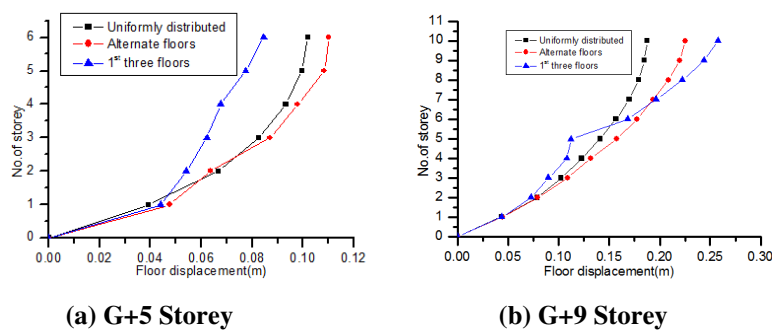 Uniformly distributed
Alternate floors
1st three floors
No.of storey
6
5
4
3
2
1
0
0.00 0.02 0.04 0.06 0.08 0.10 0.12
Floor displacement(m)
(a) G+5 Storey
Uniformly distributed
Alternate floors
1st three floors
No.of storey
10
9
8
7
6
5
4
3
2
1
0
0.00 0.05 0.10 0.15 0.20 0.25 0.30
Floor displacement(m)
(b) G+9 Storey